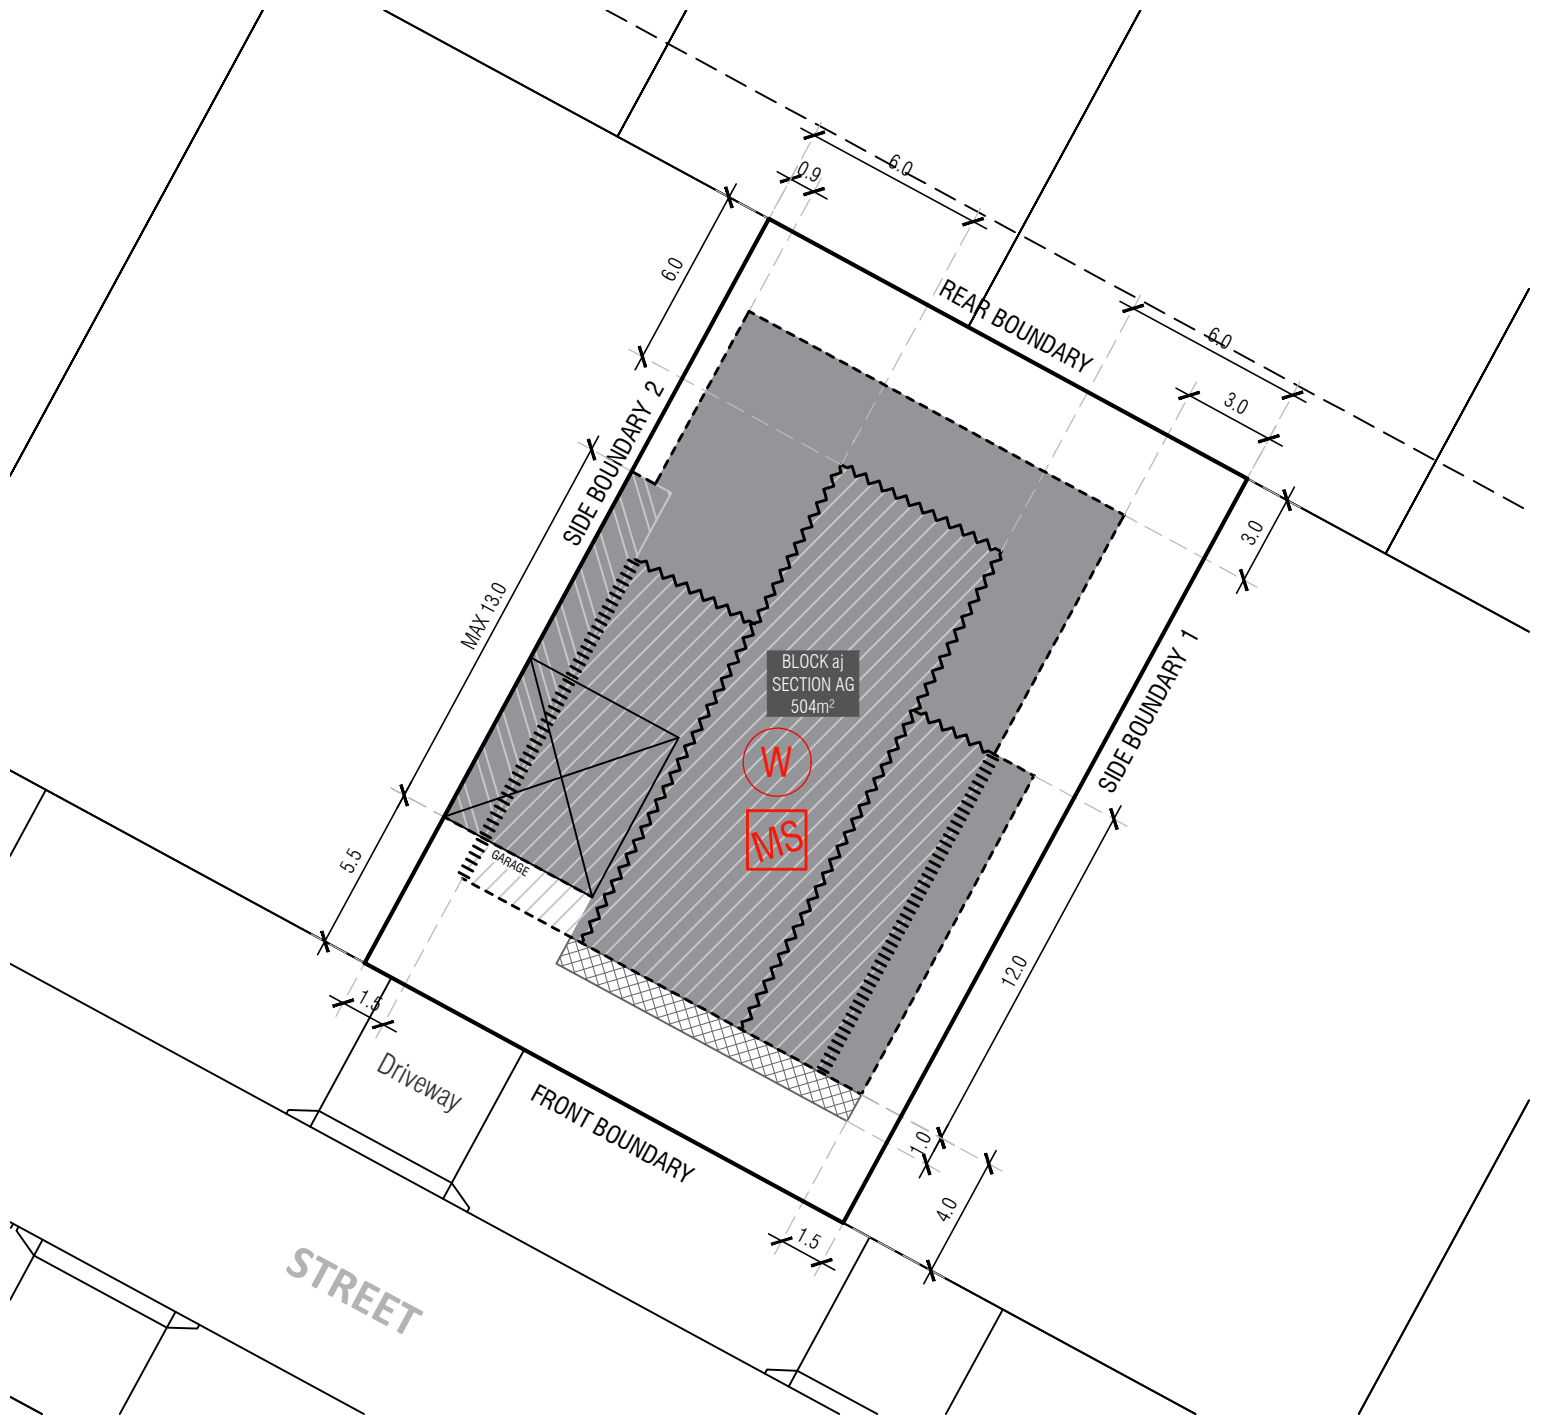 6.0
0.9
6.0
REAR BOUNDARY
6.0
3.0
SIDE BOUNDARY 2
3.0
MAX 13.0
BLOCK aj
SECTION AG
504m²
SIDE BOUNDARY 1
W
MS
5.5
GARAGE
12.0
1.5
Driveway
FRONT BOUNDARY
1.0
4.0
1.5
STREET